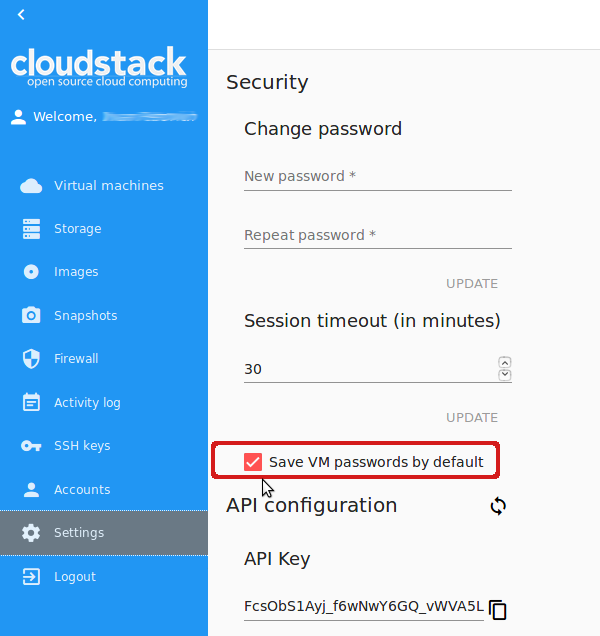 cloudstack
open source cloud computing
Welcome,
Virtual machines
Storage
Images
Snapshots
Firewall
Activity log
SSH keys
Accounts
Settings
Logout
Security
Change password
New password *
Repeat password *
UPDATE
Session timeout (in minutes)
30
UPDATE
Save VM passwords by default
API configuration
API Key
FcsObS1Ayj_f6wNwY6GQ_vWVA5L